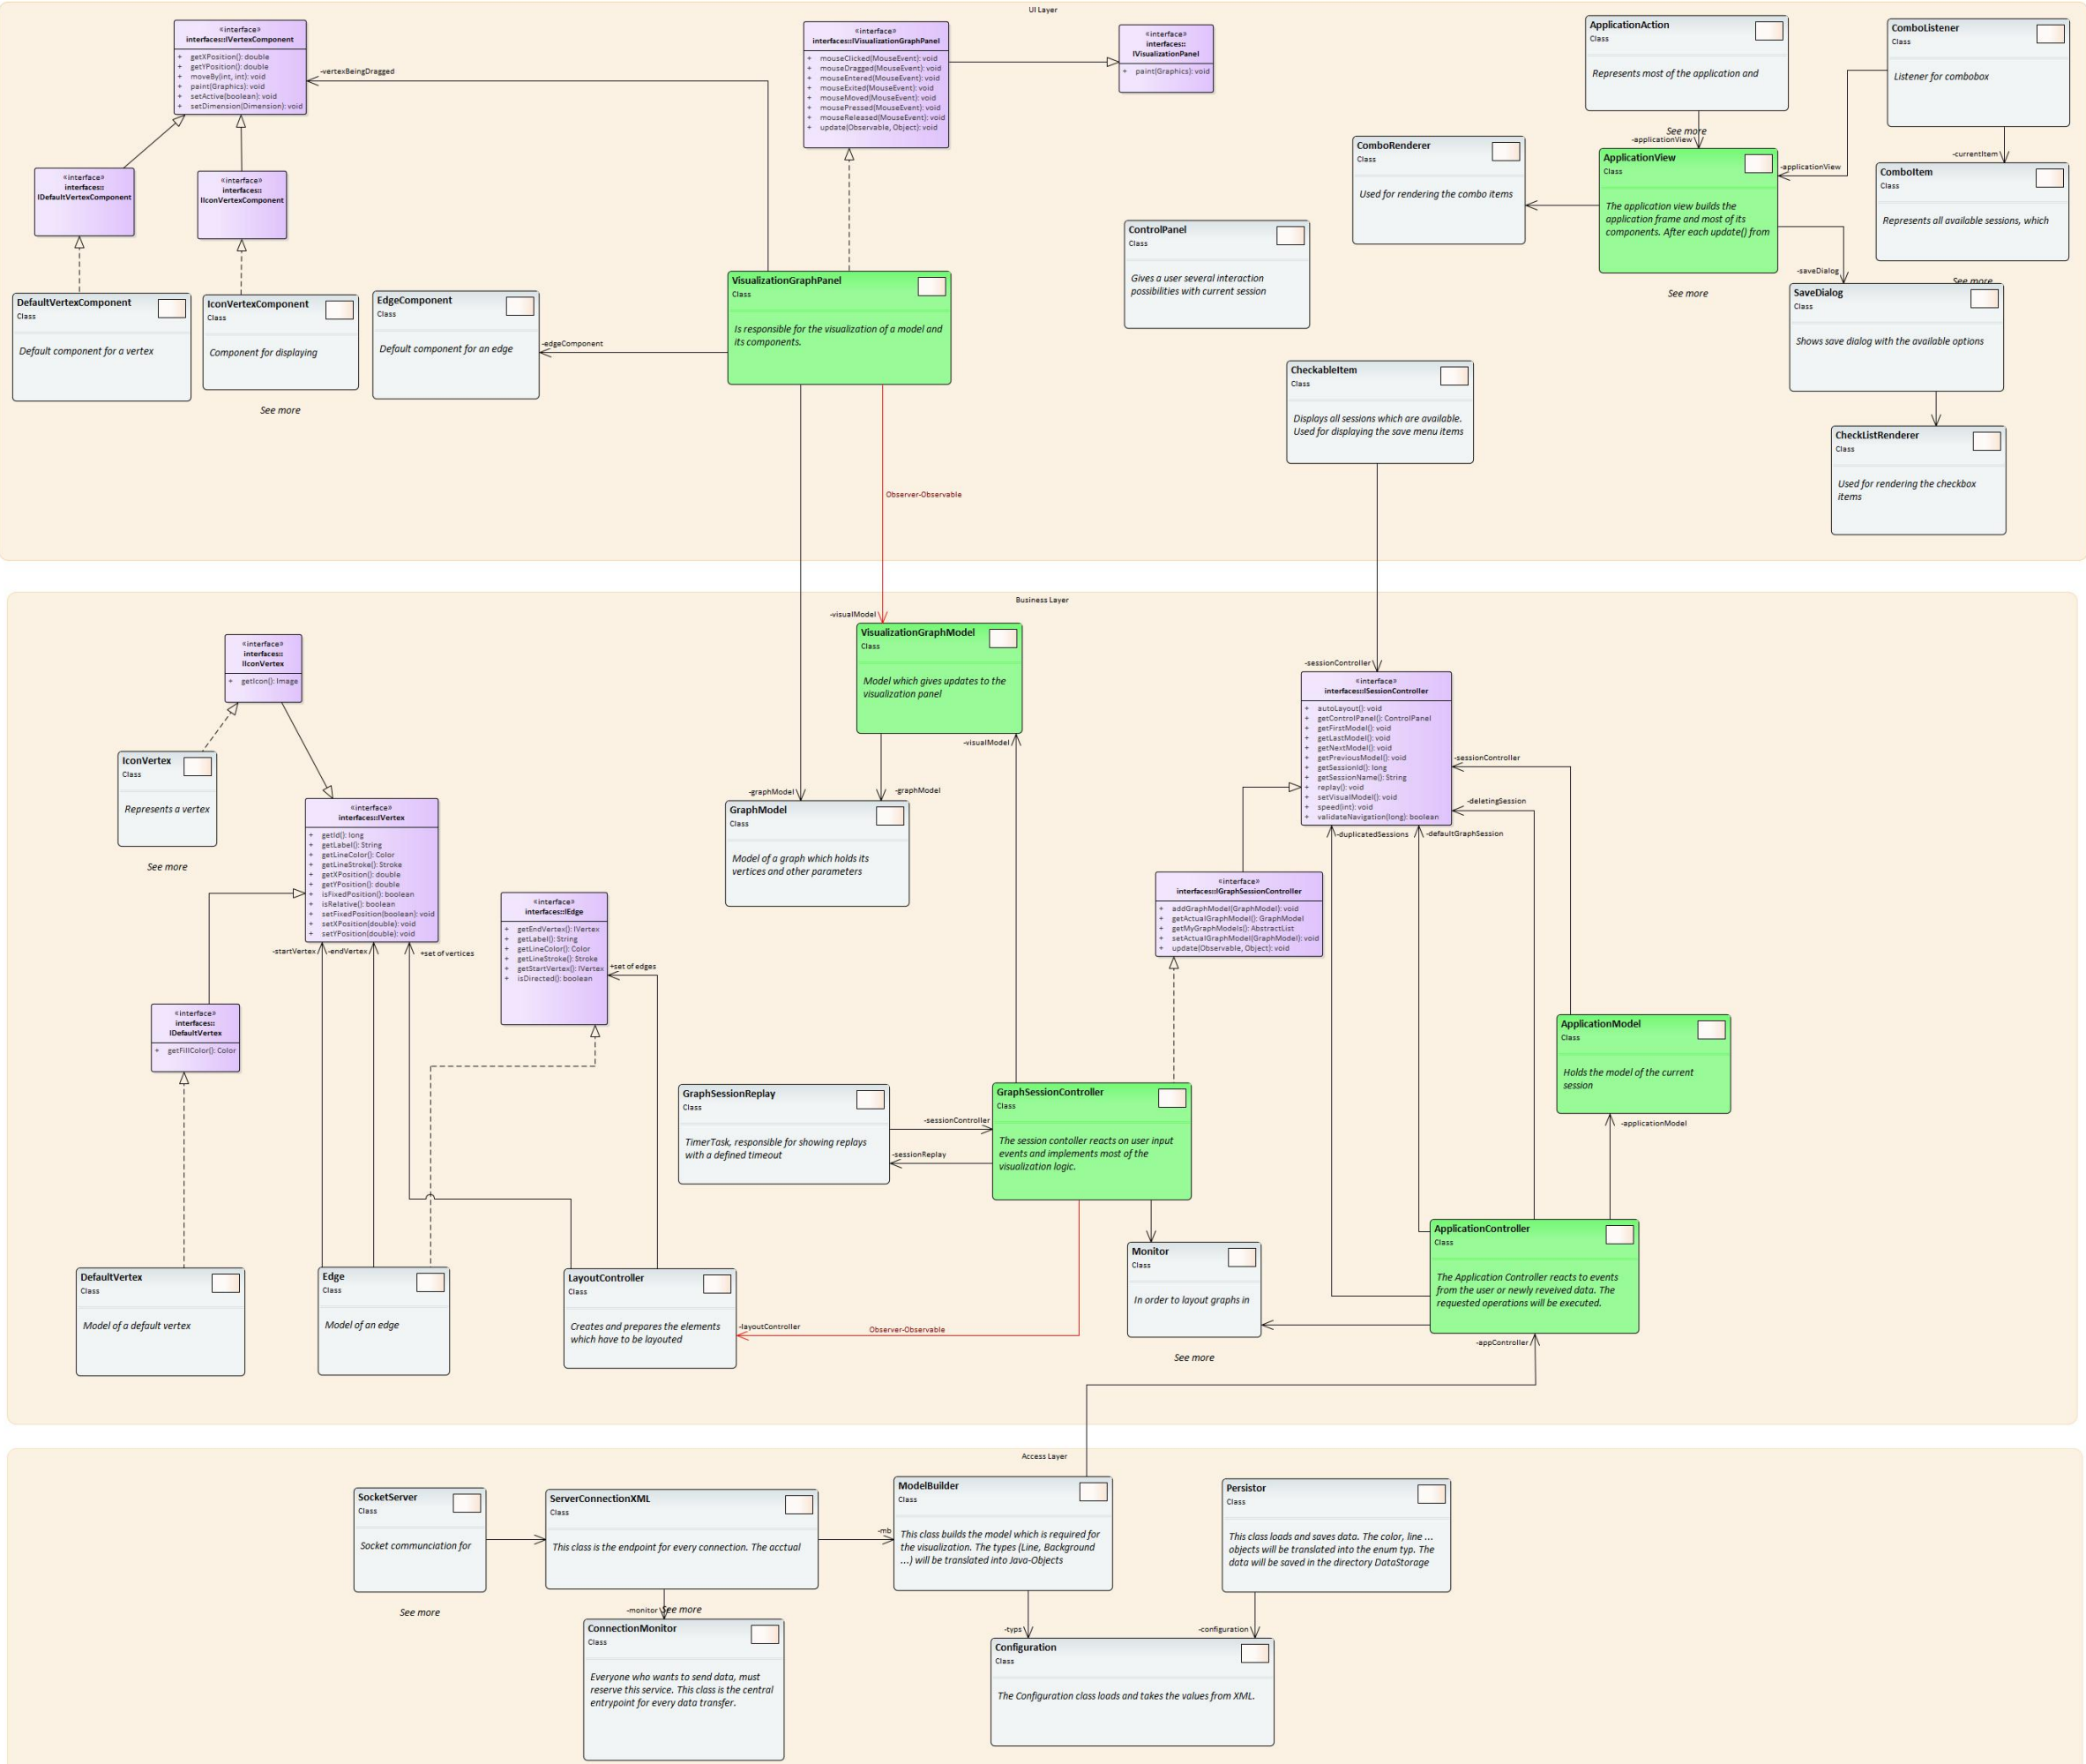 UI Layer
«interface»
interfaces::IVertexComponent
+ getXPosition(): double
+ getYPosition(): double
+ moveBy(int, int): void
+ paint(Graphics): void
+ setActive(boolean): void
+ setDimension(Dimension): void
-vertexBeingDragged
«interface»
interfaces::IVisualizationGraphPanel
+ mouseClicked(MouseEvent): void
+ mouseDragged(MouseEvent): void
+ mouseEntered(MouseEvent): void
+ mouseExited(MouseEvent): void
+ mouseMoved(MouseEvent): void
+ mousePressed(MouseEvent): void
+ mouseReleased(MouseEvent): void
+ update(Observable, Object): void
«interface»
interfaces::
IVisualizationPanel
+ paint(Graphics): void
ApplicationAction
Class
Represents most of the application and
See more
-applicationView
ComboListener
Class
Listener for combobox
-applicationView
-currentItem
ComboRenderer
Class
Used for rendering the combo items
ApplicationView
Class
The application view builds the
application frame and most of its
components. After each update() from
See more
ComboItem
Class
Represents all available sessions, which
See more
-saveDialog
«interface»
interfaces::
IDefaultVertexComponent
«interface»
interfaces::
IIconVertexComponent
ControlPanel
Class
Gives a user several interaction
possibilities with current session
DefaultVertexComponent
Class
Default component for a vertex
IconVertexComponent
Class
Component for displaying
See more
EdgeComponent
Class
Default component for an edge
-edgeComponent
VisualizationGraphPanel
Class
Is responsible for the visualization of a model and
its components.
SaveDialog
Class
Shows save dialog with the available options
CheckableItem
Class
Displays all sessions which are available.
Used for displaying the save menu items
CheckListRenderer
Class
Used for rendering the checkbox
items
Observer-Observable
Business Layer
-visualModel
VisualizationGraphModel
Class
Model which gives updates to the
visualization panel
-visualModel
-graphModel
-graphModel
GraphModel
Class
Model of a graph which holds its
vertices and other parameters
«interface»
interfaces::
IIconVertex
+ getIcon(): Image
IconVertex
Class
Represents a vertex
See more
«interface»
interfaces::IVertex
+ getId(): long
+ getLabel(): String
+ getLineColor(): Color
+ getLineStroke(): Stroke
+ getXPosition(): double
+ getYPosition(): double
+ isFixedPosition(): boolean
+ isRelative(): boolean
+ setFixedPosition(boolean): void
+ setXPosition(double): void
+ setYPosition(double): void
-startVertex
-endVertex
+set of vertices
«interface»
interfaces::IEdge
+ getEndVertex(): IVertex
+ getLabel(): String
+ getLineColor(): Color
+ getLineStroke(): Stroke
+ getStartVertex(): IVertex
+ isDirected(): boolean
+set of edges
-sessionController
«interface»
interfaces::ISessionController
+ autoLayout(): void
+ getControlPanel(): ControlPanel
+ getFirstModel(): void
+ getLastModel(): void
+ getNextModel(): void
+ getPreviousModel(): void
+ getSessionId(): long
+ getSessionName(): String
+ replay(): void
+ setVisualModel(): void
+ speed(int): void
+ validateNavigation(long): boolean
-sessionController
-deletingSession
-duplicatedSessions
-defaultGraphSession
«interface»
interfaces::IGraphSessionController
+ addGraphModel(GraphModel): void
+ getActualGraphModel(): GraphModel
+ getMyGraphModels(): AbstractList
+ setActualGraphModel(GraphModel): void
+ update(Observable, Object): void
«interface»
interfaces::
IDefaultVertex
+ getFillColor(): Color
ApplicationModel
Class
Holds the model of the current
session
-applicationModel
GraphSessionReplay
Class
TimerTask, responsible for showing replays
with a defined timeout
-sessionController
-sessionReplay
GraphSessionController
Class
The session contoller reacts on user input
events and implements most of the
visualization logic.
DefaultVertex
Class
Model of a default vertex
Edge
Class
Model of an edge
LayoutController
Class
Creates and prepares the elements
which have to be layouted
-layoutController
Observer-Observable
Monitor
Class
In order to layout graphs in
See more
ApplicationController
Class
The Application Controller reacts to events
from the user or newly reveived data. The
requested operations will be executed.
-appController
Access Layer
SocketServer
Class
Socket communciation for
See more
ServerConnectionXML
Class
This class is the endpoint for every connection. The acctual
See more
-monitor
-mb
ModelBuilder
Class
This class builds the model which is required for
the visualization. The types (Line, Background
...) will be translated into Java-Objects
Persistor
Class
This class loads and saves data. The color, line ...
objects will be translated into the enum typ. The
data will be saved in the directory DataStorage
-typs
-configuration
ConnectionMonitor
Class
Everyone who wants to send data, must
reserve this service. This class is the central
entrypoint for every data transfer.
Configuration
Class
The Configuration class loads and takes the values from XML.